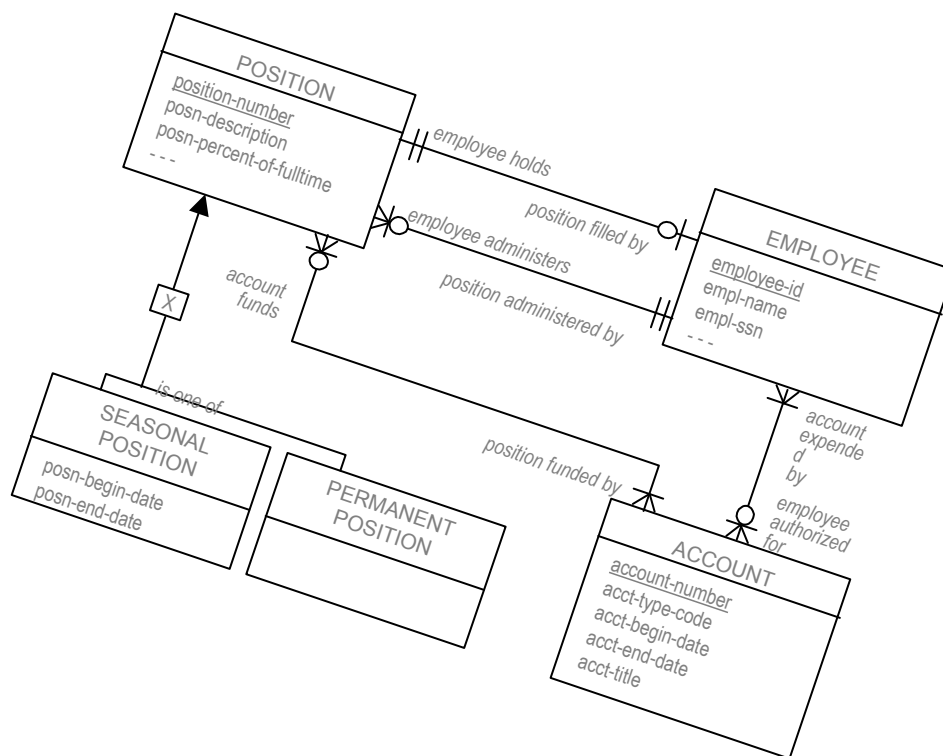 POSITION
position-number
posn-description
posn-percent-of-fulltime
- - -
employee holds
position filled by
employee administers
position administered by
EMPLOYEE
employee-id
empl-name
empl-ssn
- - -
account
funds
X
is one of
SEASONAL
POSITION
posn-begin-date
posn-end-date
PERMANENT
POSITION
position funded by
account
expende
d
by
employee
authorized
for
ACCOUNT
account-number
acct-type-code
acct-begin-date
acct-end-date
acct-title